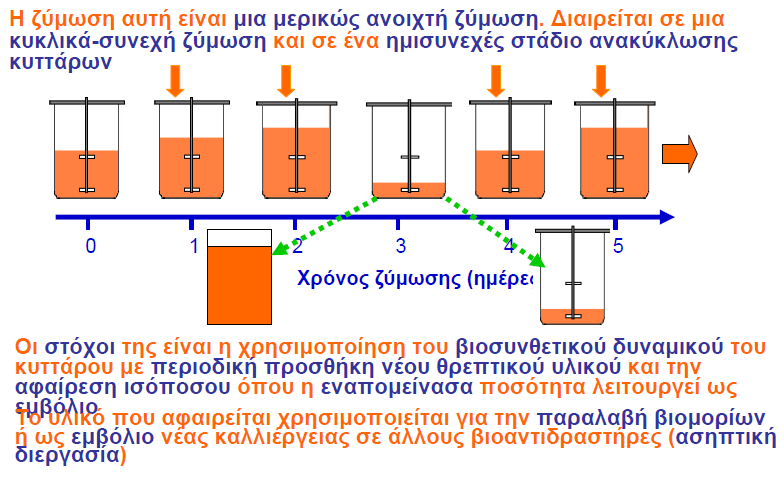 Η ζύμωση αυτή είναι μια μερικώς ανοιχτή ζύμωση. Διαιρείται σε μια
κυκλικά-συνεχή ζύμωση και σε ένα ημισυνεχές στάδιο ανακύκλωσης
κυττάρων
0 1 2 3 4 5
Χρόνος ζύμωσης (ημέρες
Οι στόχοι της είναι η χρησιμοποίηση του βιοσυνθετικού δυναμικού του
κυττάρου με περιοδική προσθήκη νέου θρεπτικού υλικού και την
αφαίρεση ισόποσου όπου η εναπομείνασα ποσότητα λειτουργεί ως
εμβόλιο
Το υλικό που αφαιρείται χρησιμοποιείται για την παραλαβή βιομορίων
ή ως εμβόλιο νέας καλλιέργειας σε άλλους βιοαντιδραστήρες (ασηπτική
διεργασία)